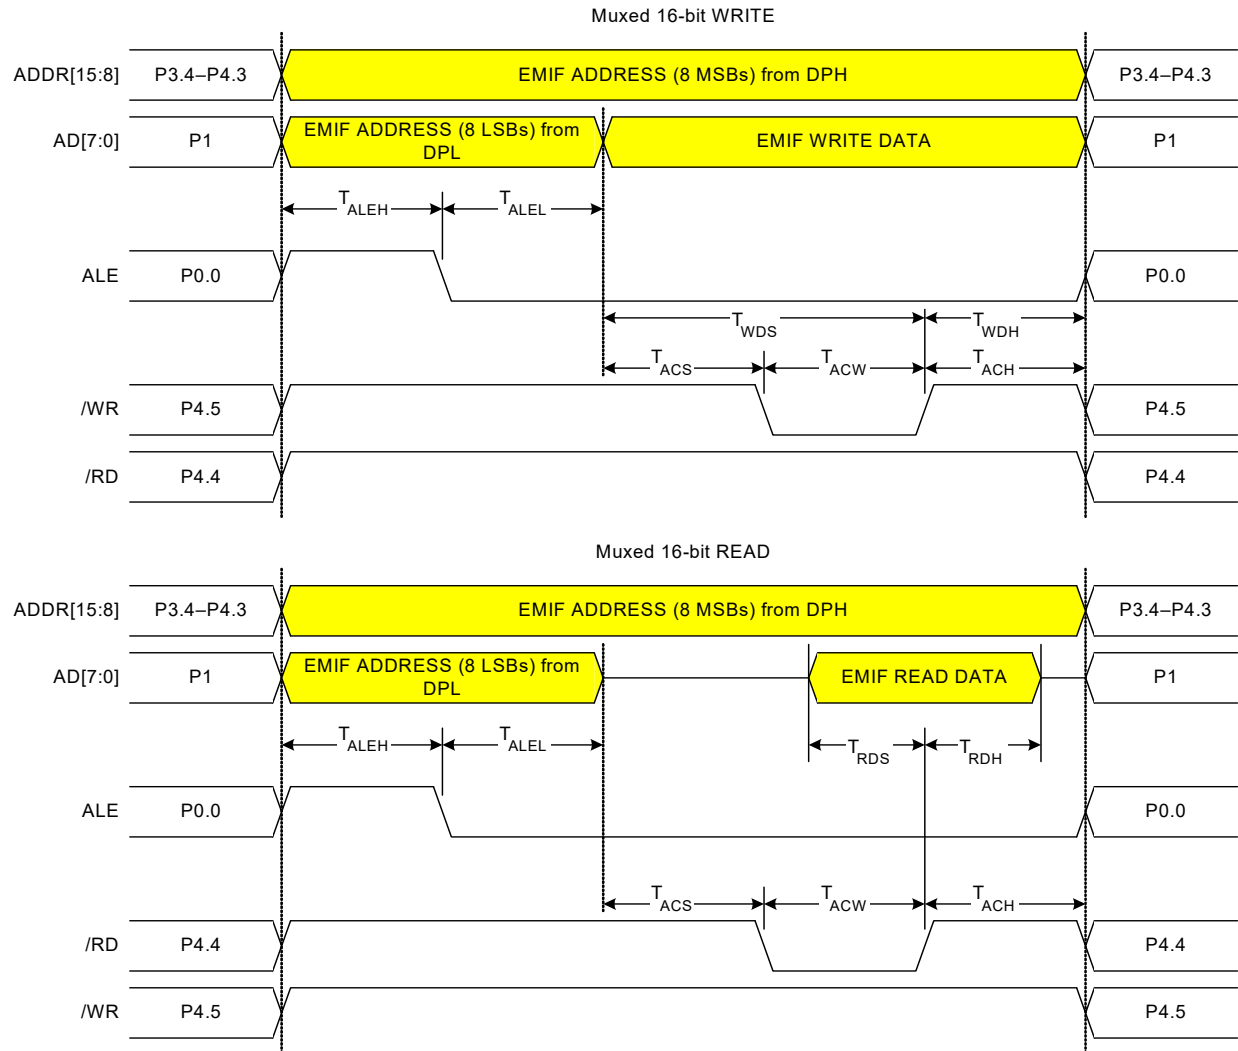 Muxed 16-bit WRITE
ADDR[15:8] P3.4–P4.3 EMIF ADDRESS (8 MSBs) from DPH P3.4–P4.3
AD[7:0] P1 EMIF ADDRESS (8 LSBs) from DPL EMIF WRITE DATA P1
TALEH TALEL
ALE P0.0 P0.0
TWDS TWDH
TACS TACW TACH
/WR P4.5 P4.5
/RD P4.4 P4.4
Muxed 16-bit READ
ADDR[15:8] P3.4–P4.3 EMIF ADDRESS (8 MSBs) from DPH P3.4–P4.3
AD[7:0] P1 EMIF ADDRESS (8 LSBs) from DPL EMIF READ DATA P1
TALEH TALEL TRDS TRDH
ALE P0.0 P0.0
TACS TACW TACH
/RD P4.4 P4.4
/WR P4.5 P4.5